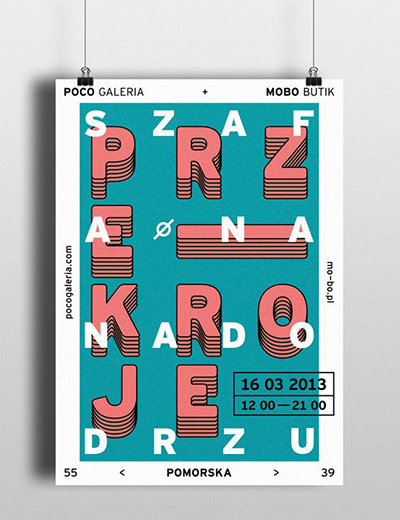 POCO GALERIA + MOBO BUTIK
S Z A F
P R Z
A Ø N A
E —
K R O
N A D O
J E
D R Z U
16 03 2013
12 00—21 00
55 < POMORSKA > 39
pocogaleria.com
mo-bo.pl